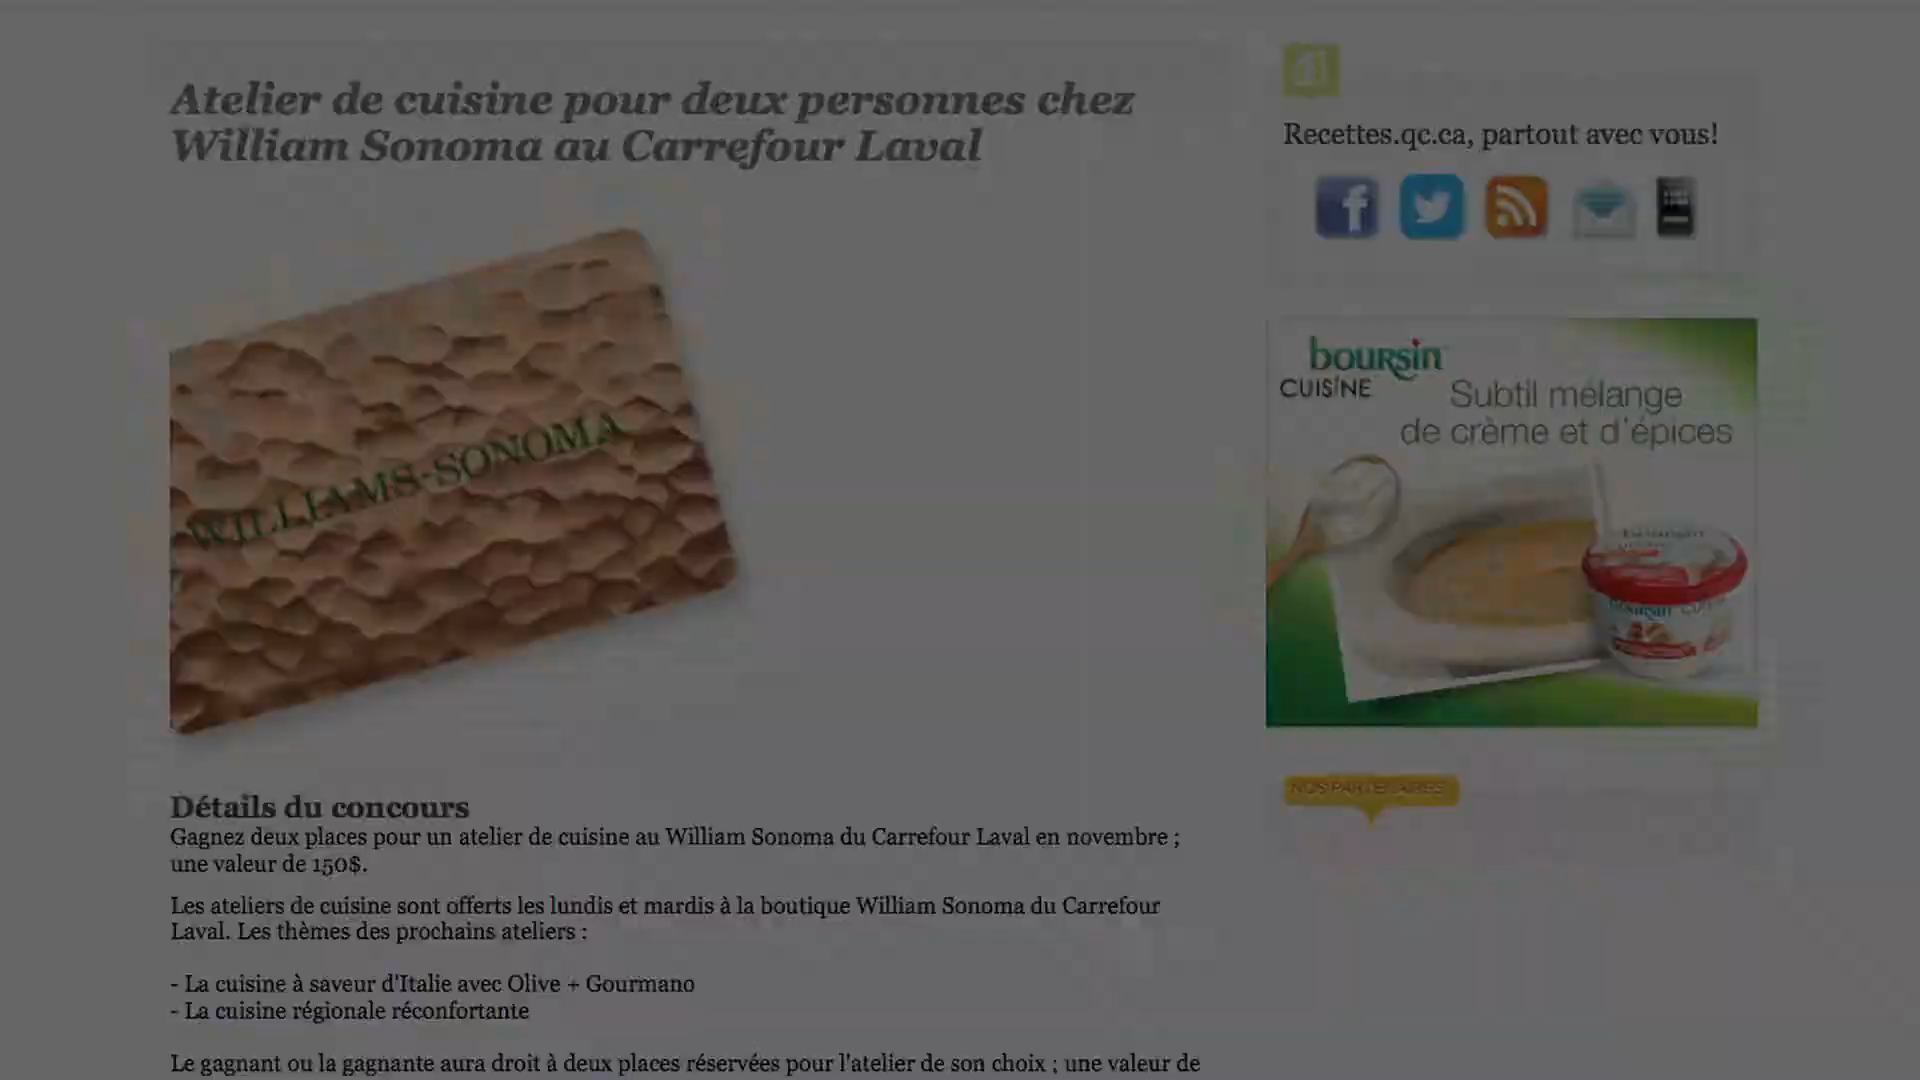 Atelier de cuisine pour deux personnes chez
William Sonoma au Carrefour Laval
WILLIAMS-SONOMA
Détails du concours
Gagnez deux places pour un atelier de cuisine au William Sonoma du Carrefour Laval en novembre ;
une valeur de 150$.
Les ateliers de cuisine sont offerts les lundis et mardis à la boutique William Sonoma du Carrefour
Laval. Les thèmes des prochains ateliers :
- La cuisine à saveur d'Italie avec Olive + Gourmano
- La cuisine régionale réconfortante
Le gagnant ou la gagnante aura droit à deux places réservées pour l'atelier de son choix ; une valeur de
Recettes.qc.ca, partout avec vous!
boursin
CUISINE
Subtil mélange
de crème et d'épices
NOS PARTENAIRES